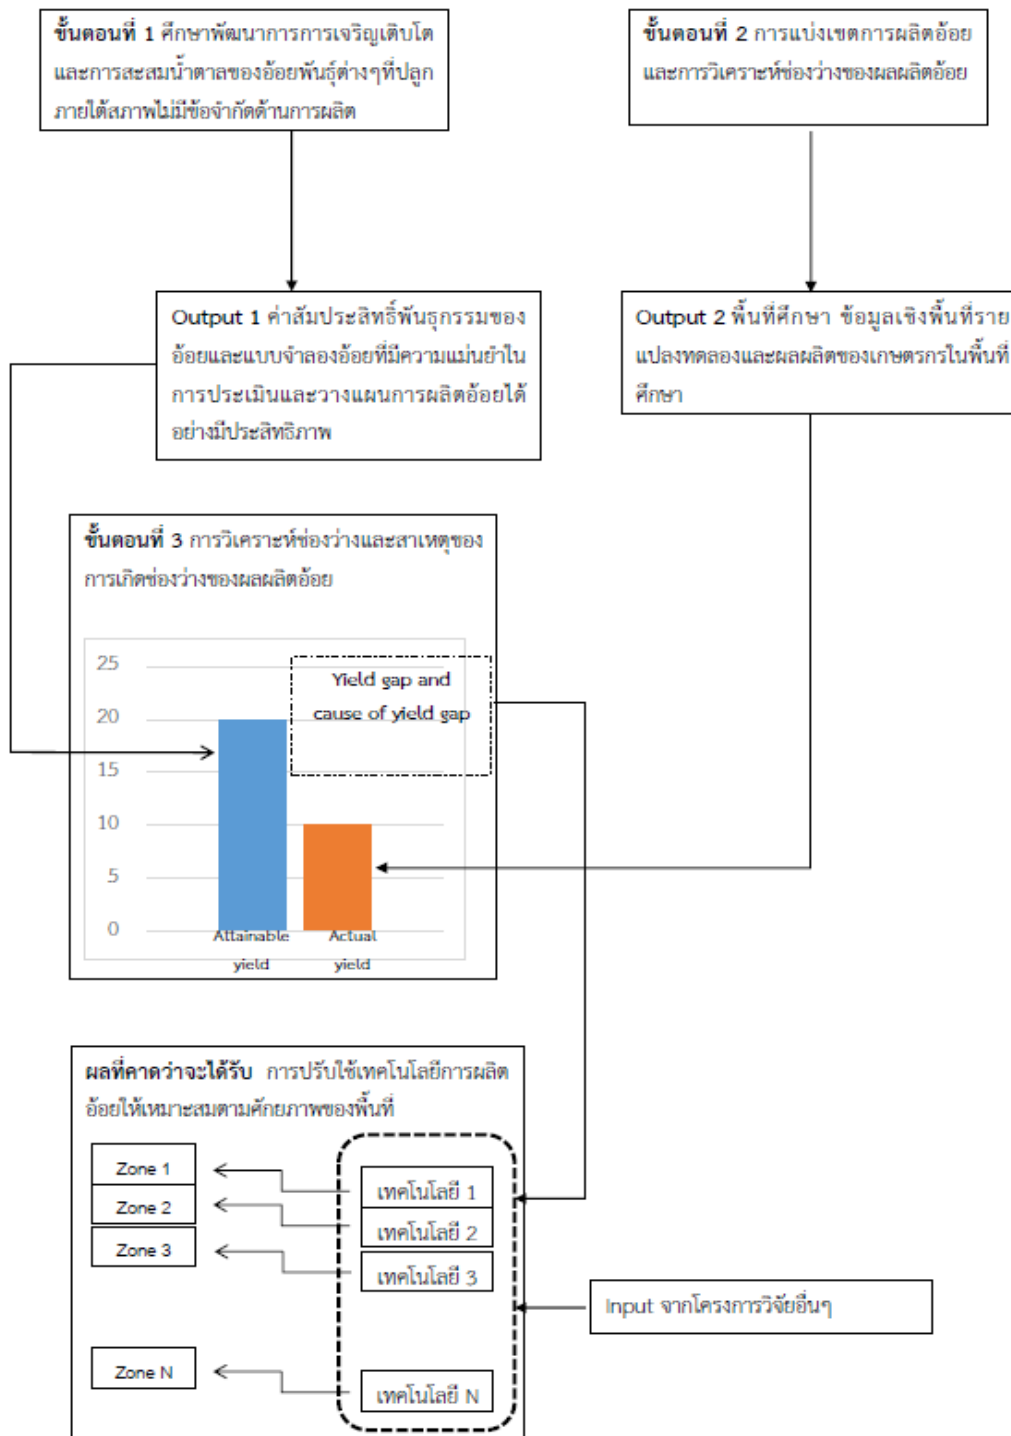 ขั้นตอนที่ 1 ศึกษาพัฒนาการการเจริญเติบโต
และการสะสมน้ำตาลของอ้อยพันธุ์ต่างๆที่ปลูก
ภายใต้สภาพไม่มีข้อจำกัดด้านการผลิต
ขั้นตอนที่ 2 การแบ่งเขตการผลิตอ้อย
และการวิเคราะห์ช่องว่างของผลผลิตอ้อย
Output 1 ค่าสัมประสิทธิ์พันธุกรรมของ
อ้อยและแบบจำลองอ้อยที่มีความแม่นยำใน
การประเมินและวางแผนการผลิตอ้อยได้
อย่างมีประสิทธิภาพ
Output 2 พื้นที่ศึกษา ข้อมูลเชิงพื้นที่ราย
แปลงทดลองและผลผลิตของเกษตรกรในพื้นที่
ศึกษา
ขั้นตอนที่ 3 การวิเคราะห์ช่องว่างและสาเหตุของ
การเกิดช่องว่างของผลผลิตอ้อย
25
20
15
10
5
0
Yield gap and
cause of yield gap
Attainable
yield
Actual
yield
ผลที่คาดว่าจะได้รับ การปรับใช้เทคโนโลยีการผลิต
อ้อยให้เหมาะสมตามศักยภาพของพื้นที่
Zone 1
Zone 2
Zone 3
Zone N
เทคโนโลยี 1
เทคโนโลยี 2
เทคโนโลยี 3
เทคโนโลยี N
Input จากโครงการวิจัยอื่นๆ